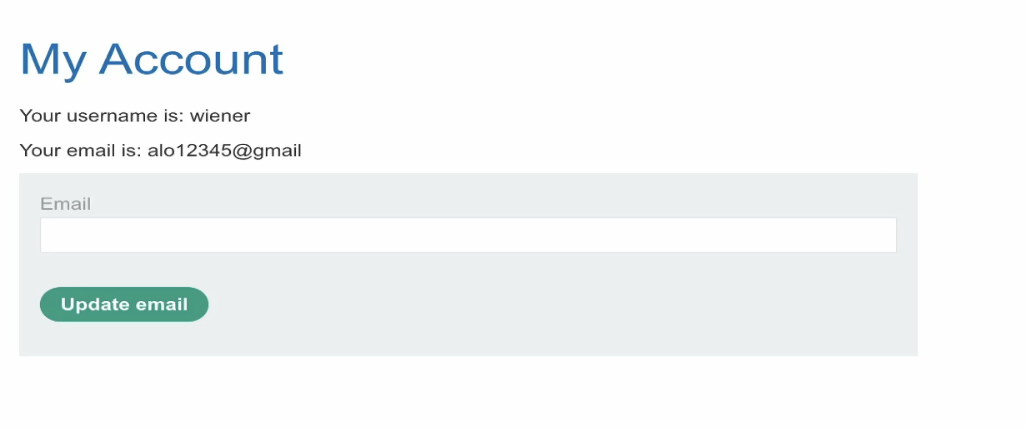 My Account
Your username is: wiener
Your email is: alo12345@gmail
Email
Update email